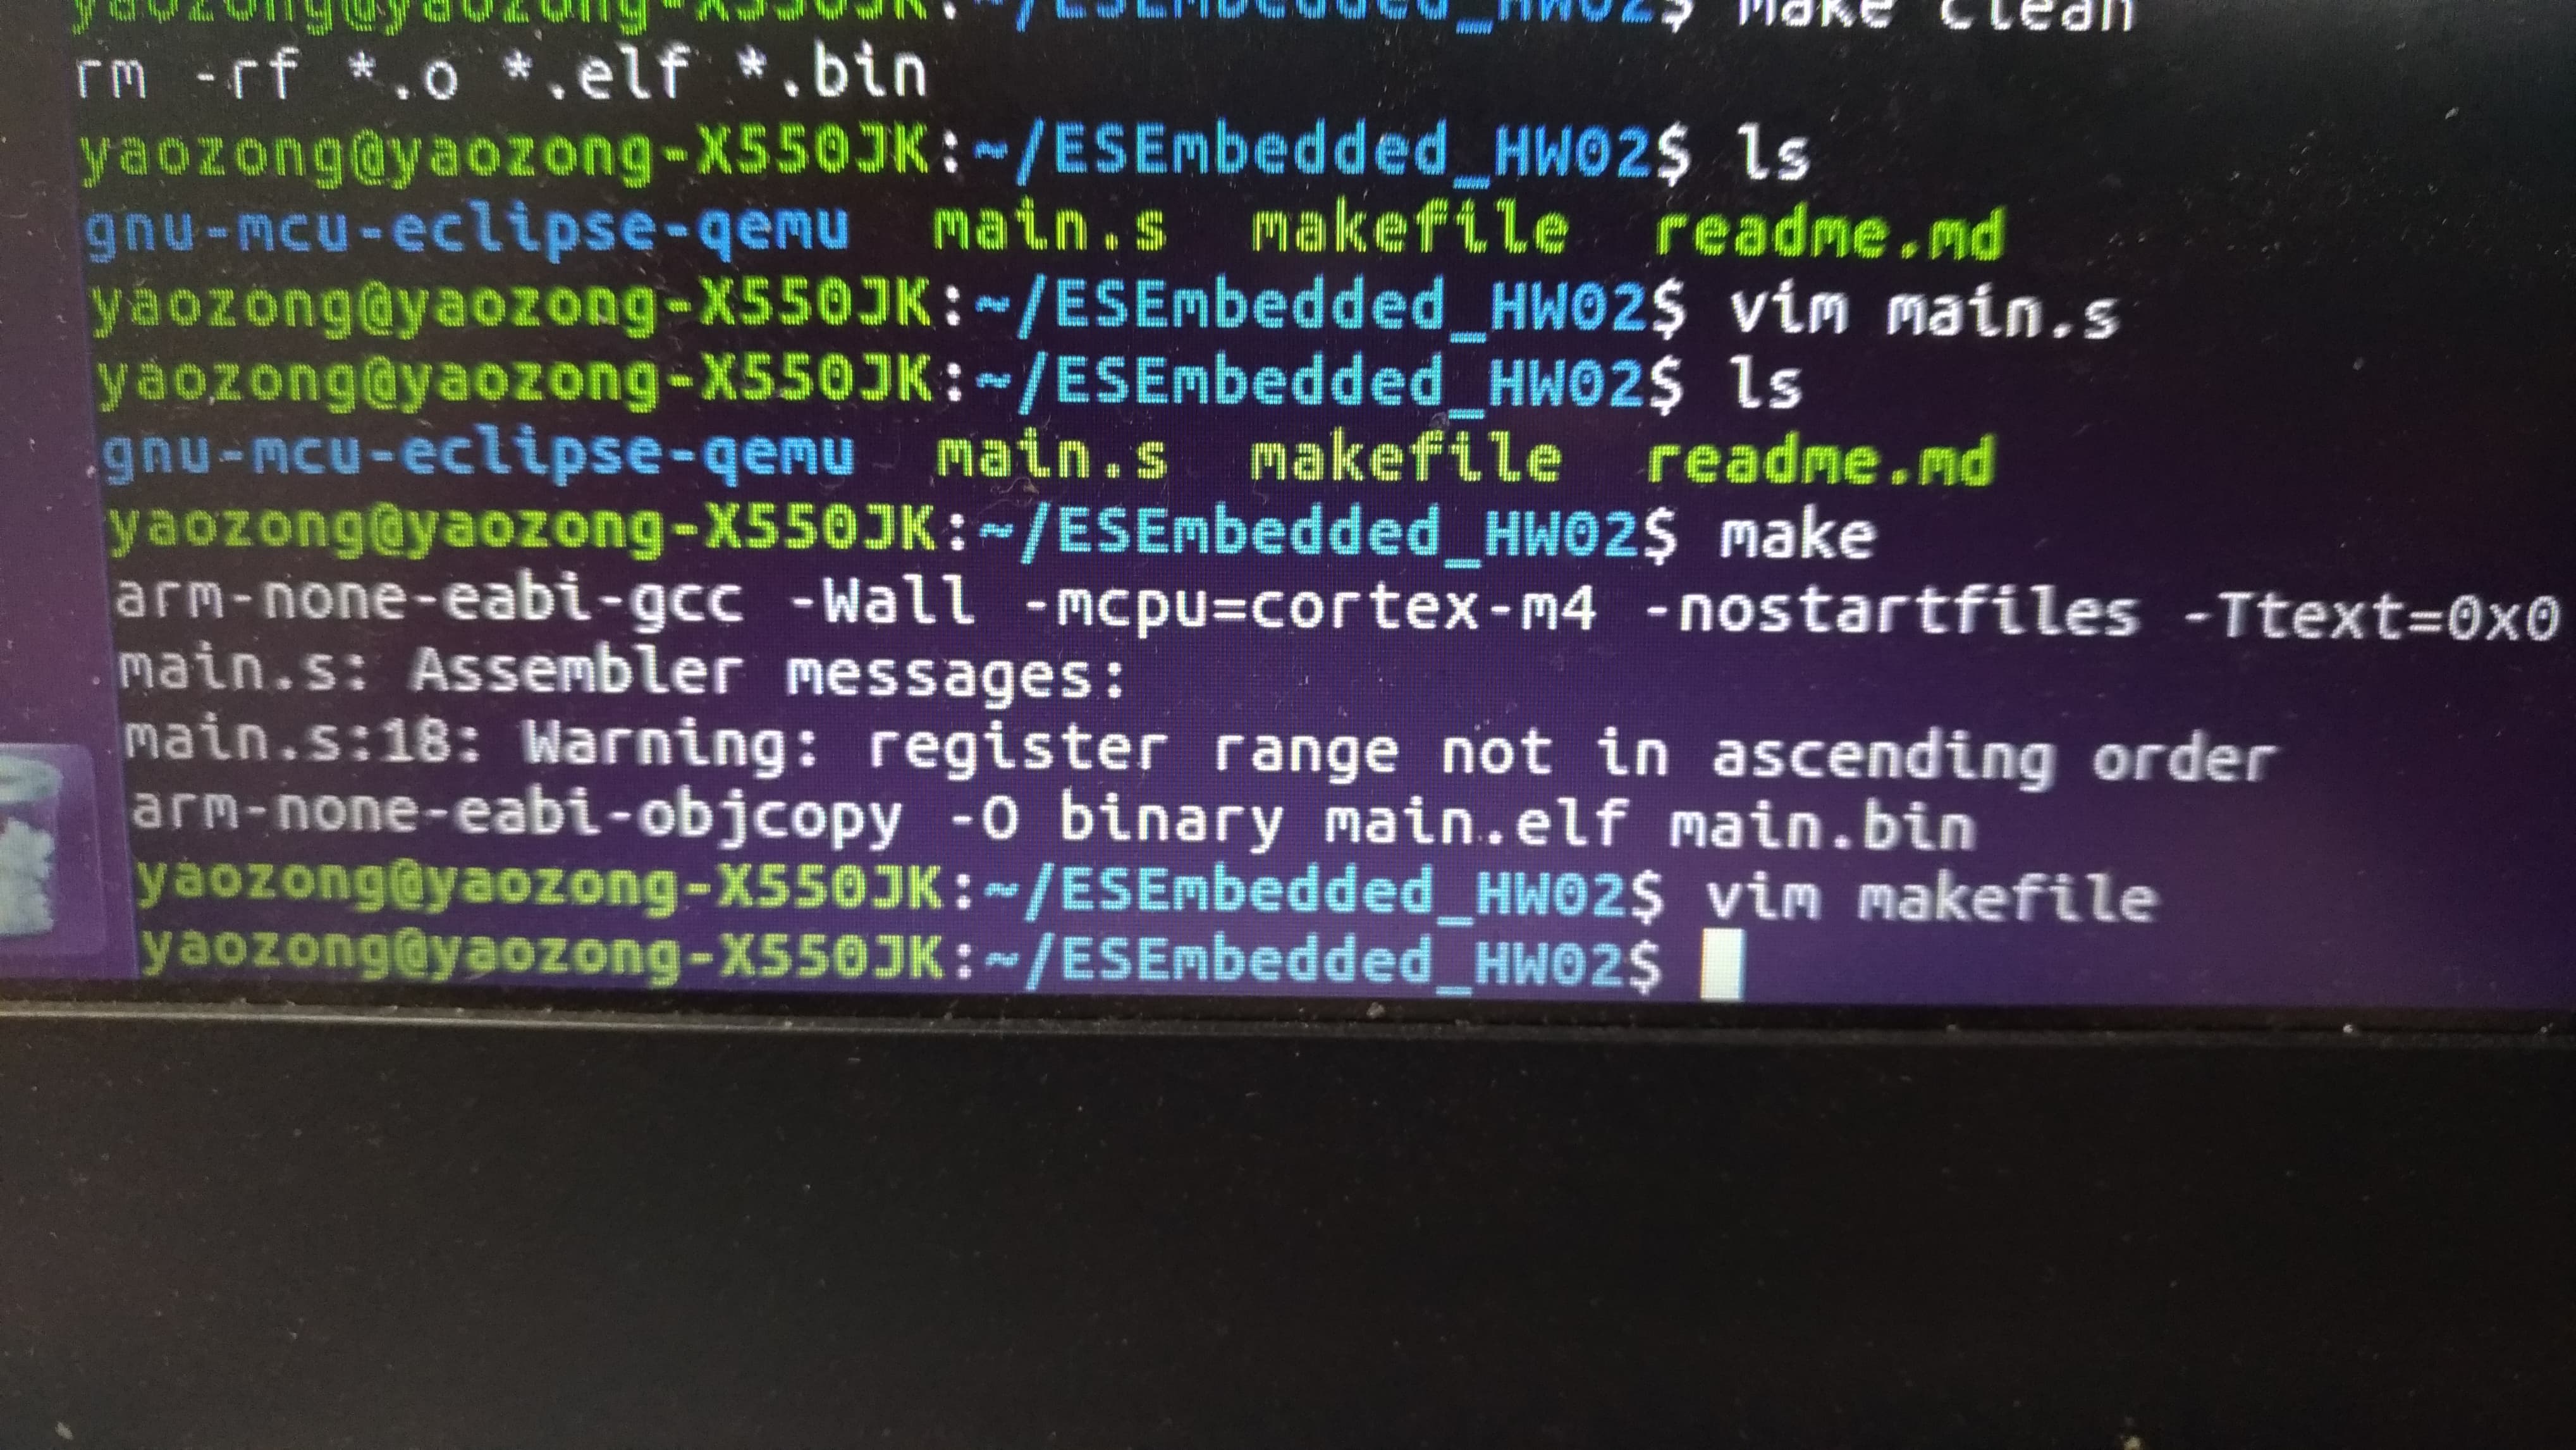 yaozong@yaozong-X550JK:~/ESEmbedded_HW02$ make clean
rm -rf *.o *.elf *.bin
yaozong@yaozong-X550JK:~/ESEmbedded_HW02$ ls
gnu-mcu-eclipse-qemu  main.s  makefile  readme.md
yaozong@yaozong-X550JK:~/ESEmbedded_HW02$ vim main.s
yaozong@yaozong-X550JK:~/ESEmbedded_HW02$ ls
gnu-mcu-eclipse-qemu  main.s  makefile  readme.md
yaozong@yaozong-X550JK:~/ESEmbedded_HW02$ make
arm-none-eabi-gcc -Wall -mcpu=cortex-m4 -nostartfiles -Ttext=0x0
main.s: Assembler messages:
main.s:18: Warning: register range not in ascending order
arm-none-eabi-objcopy -O binary main.elf main.bin
yaozong@yaozong-X550JK:~/ESEmbedded_HW02$ vim makefile
yaozong@yaozong-X550JK:~/ESEmbedded_HW02$